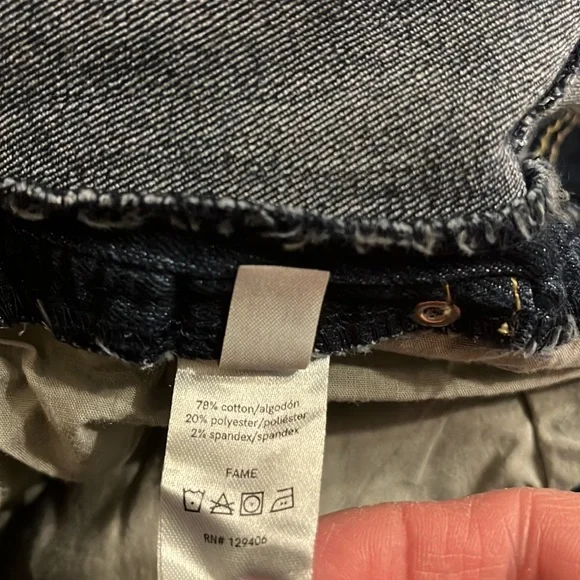 78% cotton/algodón
20% polyester/poliéster
2% spandex/spandex
FAME
RN# 129406